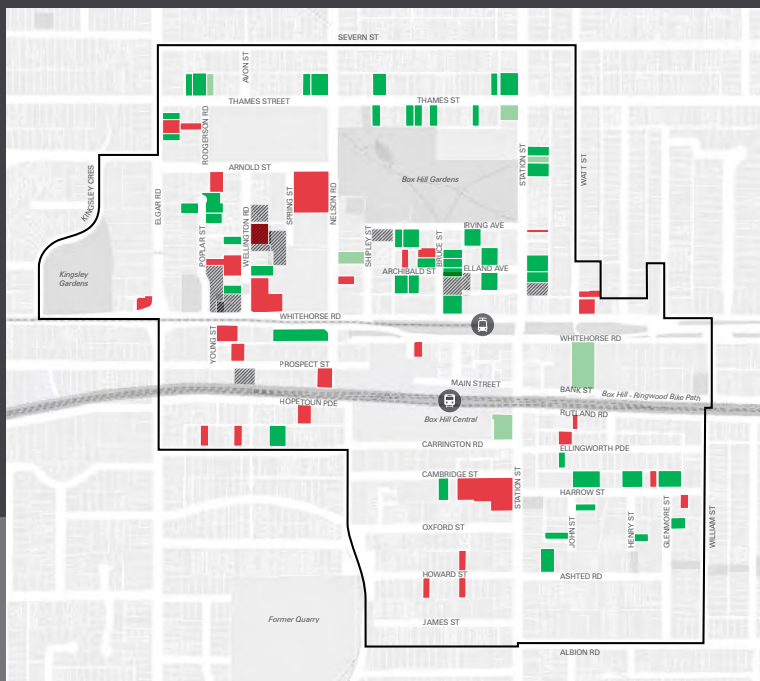 SEVERN ST
AVON ST
THAMES STREET
THAMES ST
RODGERSON RD
ARNOLD ST
Box Hill Gardens
STATION ST
WATT ST
KINGSLEY CRES
ELGAR RD
SPRING ST
NELSON RD
POPLAR ST
WELLINGTON RD
SHIPLEY ST
BRUCE ST
IRVING AVE
ARCHIBALD ST
ELLAND AVE
Kingsley
Gardens
WHITEHORSE RD
WHITEHORSE RD
YOUNG ST
PROSPECT ST
MAIN STREET
BANK ST
Box Hill - Ringwood Bike Path
HOPETOUN PDE
Box Hill Central
RUTLAND RD
CARRINGTON RD
ELLINGWORTH PDE
CAMBRIDGE ST
STATION ST
HARROW ST
OXFORD ST
JOHN ST
HENRY ST
GLENMORE ST
WILLIAM ST
HOWARD ST
ASHTED RD
Former Quarry
JAMES ST
ALBION RD